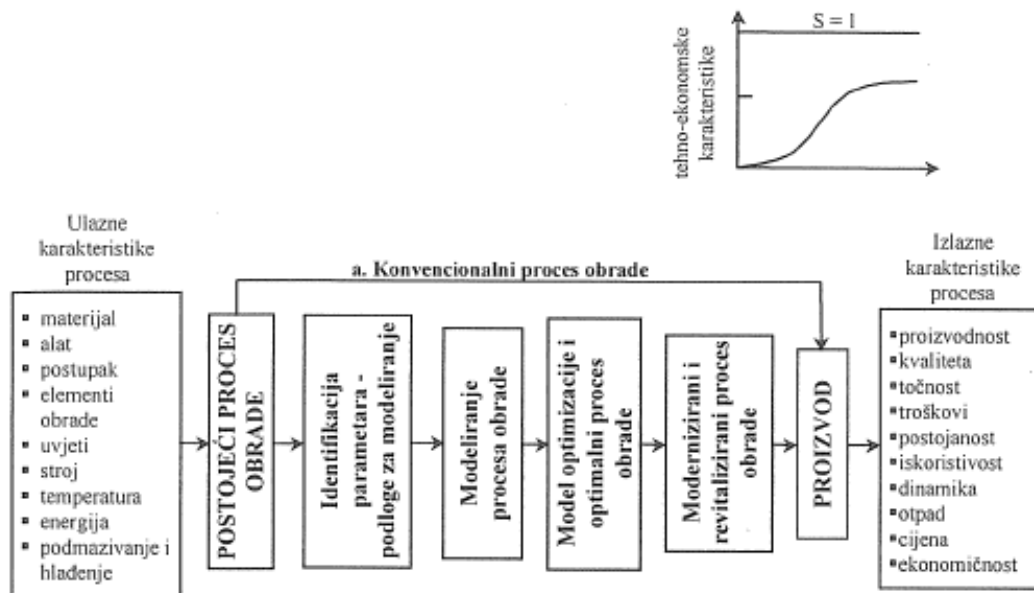 S = 1
tehno-ekonomske
karakteristike
Ulazne
karakteristike
procesa
▪ materijal
▪ alat
▪ postupak
▪ elementi
obrade
▪ uvjeti
▪ stroj
▪ temperatura
▪ energija
▪ podmazivanje i
hlađenje
a. Konvencionalni proces obrade
POSTOJEĆI PROCES
OBRADE
Identifikacija
parametara -
podloge za modeliranje
Modeliranje
procesa obrade
Model optimizacije i
optimalni proces
obrade
Modernizirani i
revitalizirani proces
obrade
PROIZVOD
Izlazne
karakteristike
procesa
▪ proizvodnost
▪ kvaliteta
▪ točnost
▪ troškovi
▪ postojanost
▪ iskoristivost
▪ dinamika
▪ otpad
▪ cijena
▪ ekonomičnost